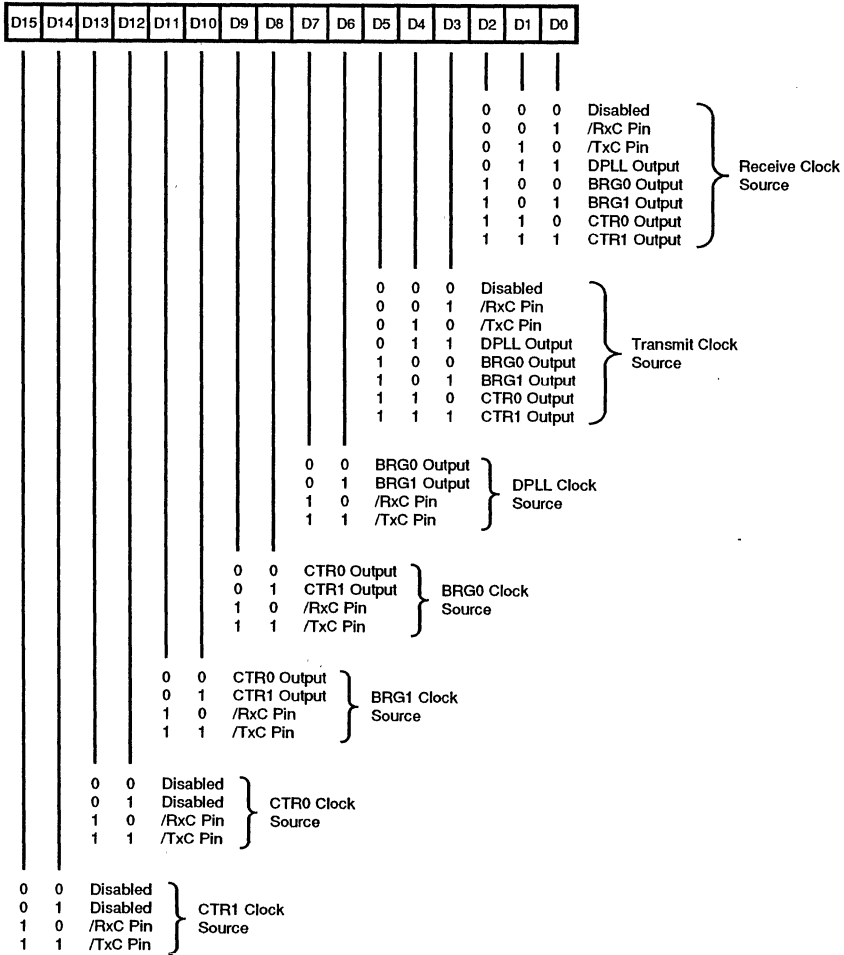 D15 D14 D13 D12 D11 D10 D9 D8 D7 D6 D5 D4 D3 D2 D1 D0
0 0 0 Disabled
0 0 1 /RxC Pin
0 1 0 /TxC Pin
0 1 1 DPLL Output
1 0 0 BRG0 Output
1 0 1 BRG1 Output
1 1 0 CTR0 Output
1 1 1 CTR1 Output
Receive Clock
Source
0 0 0 Disabled
0 0 1 /RxC Pin
0 1 0 /TxC Pin
0 1 1 DPLL Output
1 0 0 BRG0 Output
1 0 1 BRG1 Output
1 1 0 CTR0 Output
1 1 1 CTR1 Output
Transmit Clock
Source
0 0 BRG0 Output
0 1 BRG1 Output
1 0 /RxC Pin
1 1 /TxC Pin
DPLL Clock
Source
0 0 CTR0 Output
0 1 CTR1 Output
1 0 /RxC Pin
1 1 /TxC Pin
BRG0 Clock
Source
0 0 CTR0 Output
0 1 CTR1 Output
1 0 /RxC Pin
1 1 /TxC Pin
BRG1 Clock
Source
0 0 Disabled
0 1 Disabled
1 0 /RxC Pin
1 1 /TxC Pin
CTR0 Clock
Source
0 0 Disabled
0 1 Disabled
1 0 /RxC Pin
1 1 /TxC Pin
CTR1 Clock
Source